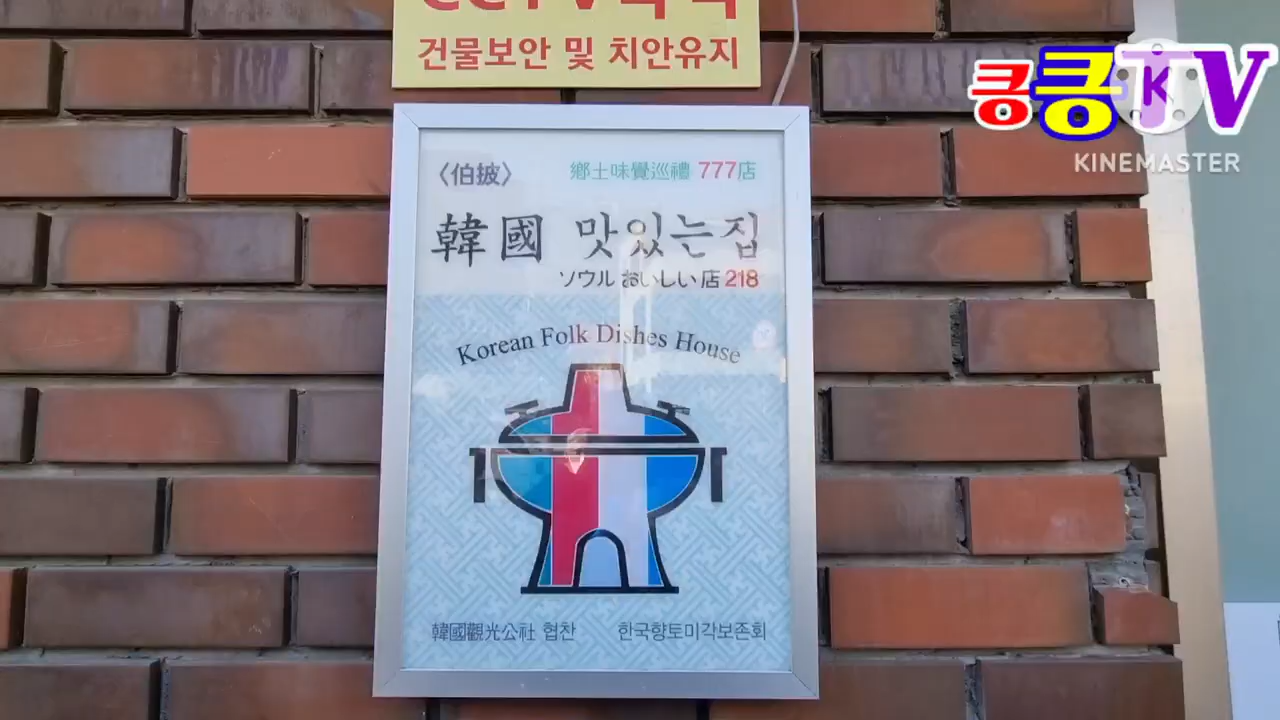 건물보안 및 치안유지
쿵쿵TV
KINEMASTER
〈伯披〉
鄕土味覺巡禮 777店
韓國 맛있는집
ソウル おいしい店 218
Korean Folk Dishes House
韓國觀光公社 협찬
한국향토미각보존회